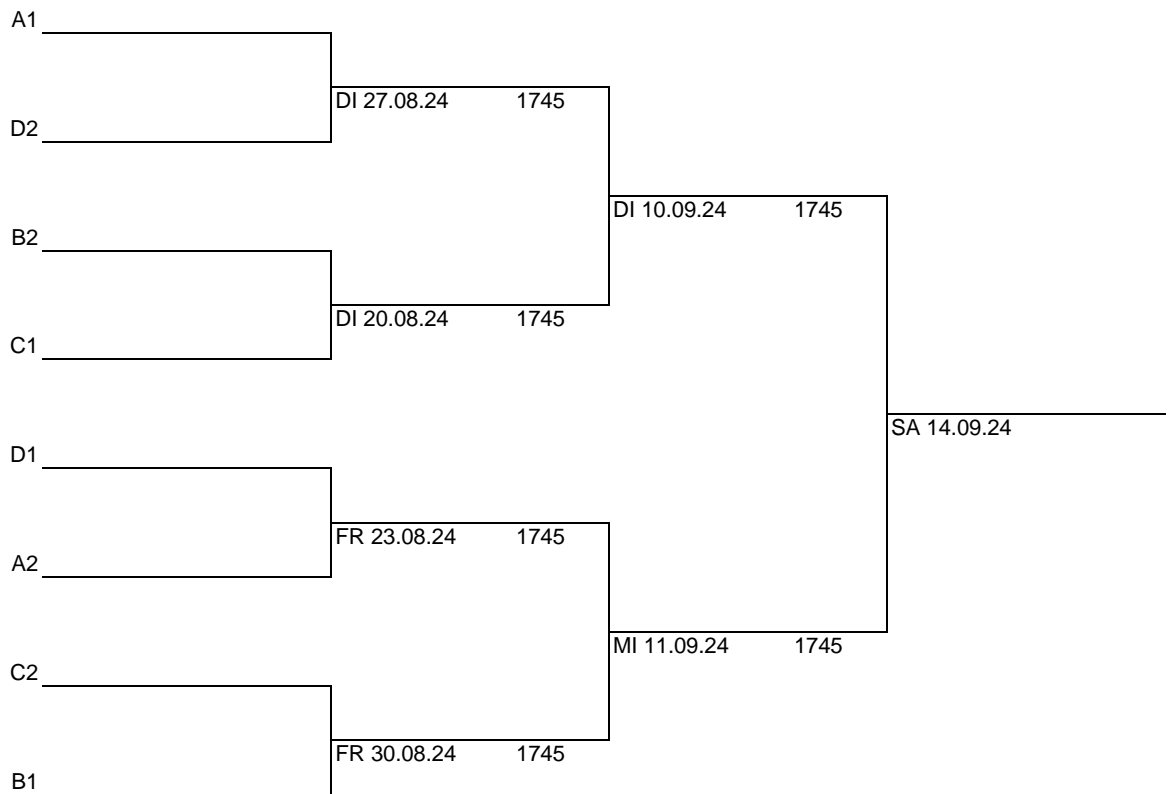 A1
DI 27.08.24 1745
D2
DI 10.09.24 1745
B2
DI 20.08.24 1745
C1
SA 14.09.24
D1
FR 23.08.24 1745
A2
MI 11.09.24 1745
C2
FR 30.08.24 1745
B1